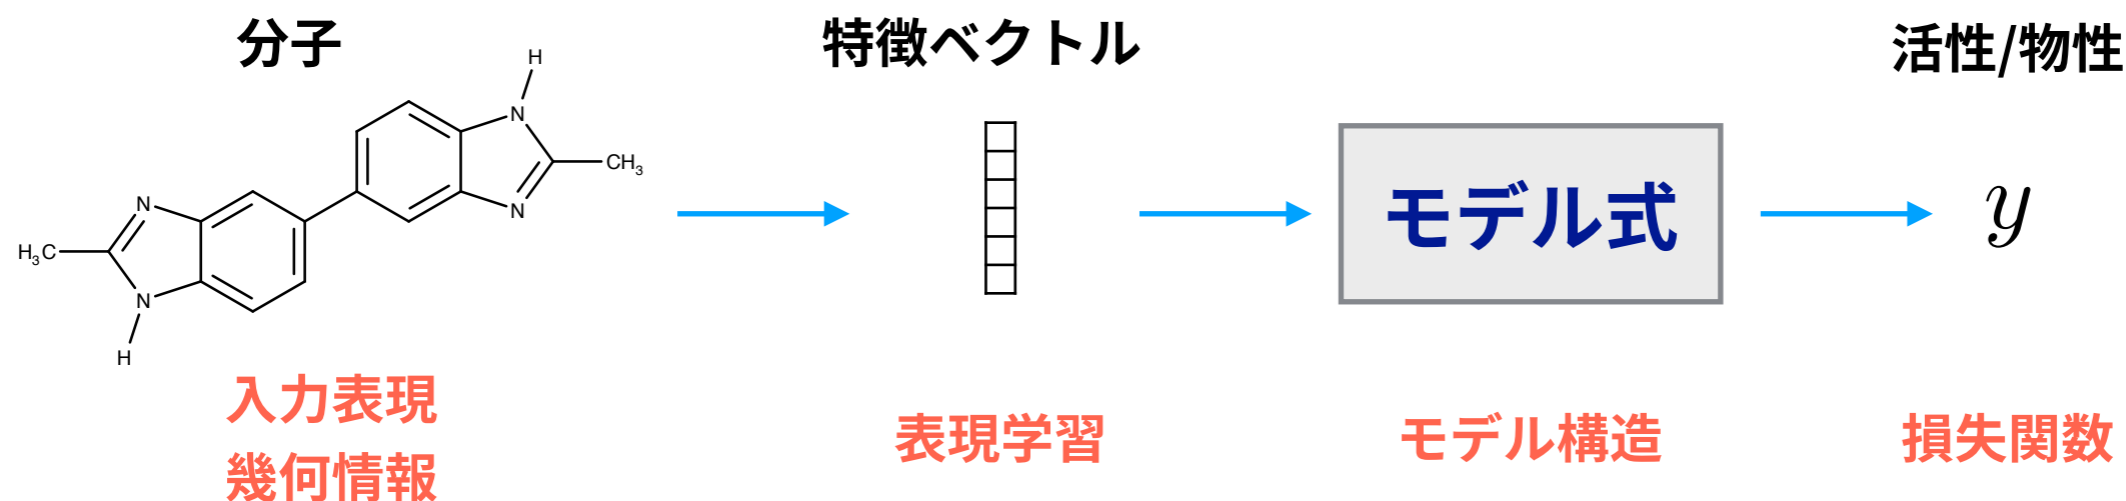 分子
特徴ベクトル
活性/物性
H
N
CH3
N
N
H3C
N
H
モデル式
y
入力表現
幾何情報
表現学習
モデル構造
損失関数